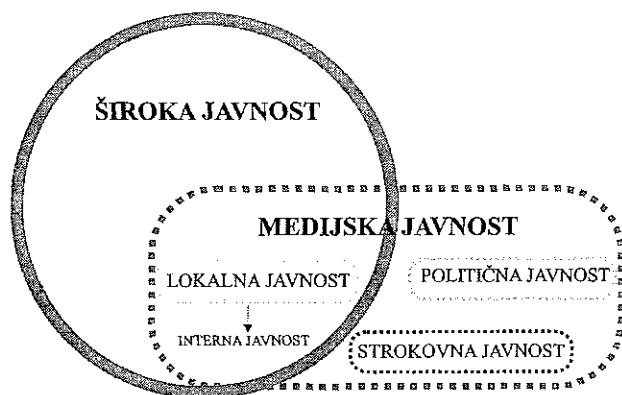 ŠIROKA JAVNOST
MEDIJSKA JAVNOST
LOKALNA JAVNOST
POLITIČNA JAVNOST
INTERNA JAVNOST
STROKOVNA JAVNOST